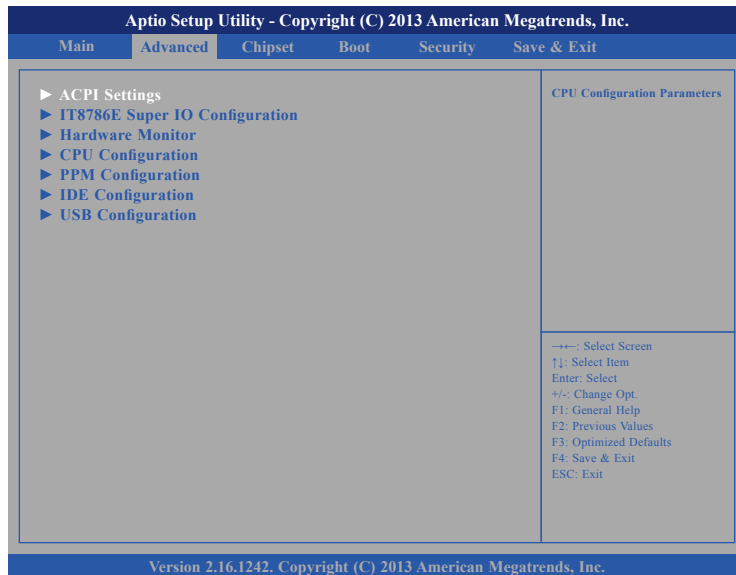 Aptio Setup Utility - Copyright (C) 2013 American Megatrends, Inc.
Main Advanced Chipset Boot Security Save & Exit
► ACPI Settings
► IT8786E Super IO Configuration
► Hardware Monitor
► CPU Configuration
► PPM Configuration
► IDE Configuration
► USB Configuration
CPU Configuration Parameters
→←: Select Screen
↑↓: Select Item
Enter: Select
+/-: Change Opt.
F1: General Help
F2: Previous Values
F3: Optimized Defaults
F4: Save & Exit
ESC: Exit
Version 2.16.1242. Copyright (C) 2013 American Megatrends, Inc.